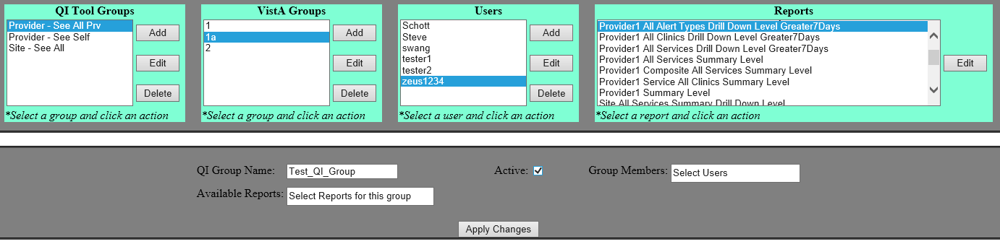 QI Tool Groups
Provider - See All Prv
Provider - See Self
Site - See All
Add
Edit
Delete
*Select a group and click an action
VistA Groups
1
1a
2
Add
Edit
Delete
*Select a group and click an action
Users
Schott
Steve
swang
tester1
tester2
zeus1234
Add
Edit
Delete
*Select a user and click an action
Reports
Provider1 All Alert Types Drill Down Level Greater7Days
Provider1 All Clinics Drill Down Level Greater7Days
Provider1 All Services Drill Down Level Greater7Days
Provider1 All Services Summary Level
Provider1 Composite All Services Summary Level
Provider1 Service All Clinics Summary Level
Provider1 Summary Level
Site All Services Summary Drill Down Level
Edit
*Select a report and click an action
QI Group Name: Test_QI_Group Active: Group Members: Select Users
Available Reports: Select Reports for this group
Apply Changes